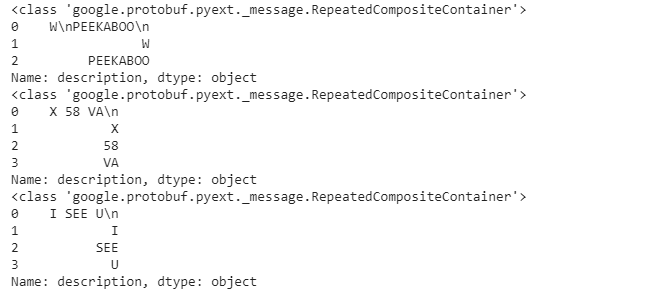 <class 'google.protobuf.pyext._message.RepeatedCompositeContainer'>
0    W\nPEEKABOO\n
1                W
2         PEEKABOO
Name: description, dtype: object
<class 'google.protobuf.pyext._message.RepeatedCompositeContainer'>
0    X 58 VA\n
1            X
2           58
3           VA
Name: description, dtype: object
<class 'google.protobuf.pyext._message.RepeatedCompositeContainer'>
0    I SEE U\n
1            I
2          SEE
3            U
Name: description, dtype: object